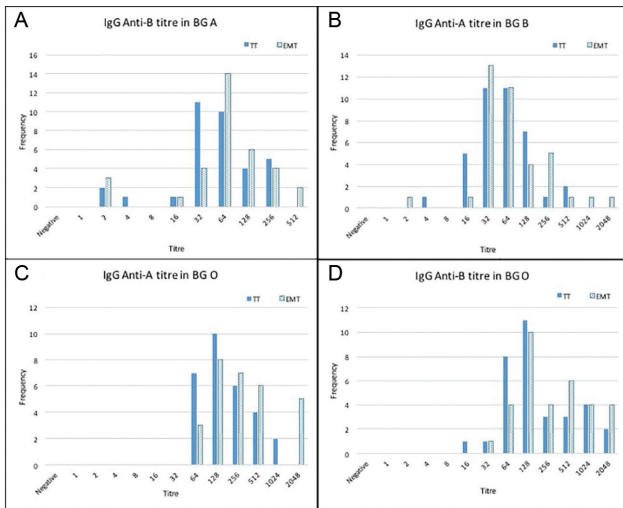 A
IgG Anti-B titre in BG A
TT EMT
16
14
12
10
8
6
4
2
0
Frequency
Negative 1 2 4 8 16 32 64 128 256 512
Titre
B
IgG Anti-A titre in BG B
TT EMT
14
12
10
8
6
4
2
0
Frequency
Negative 1 2 4 8 16 32 64 128 256 512 1024 2048
Titre
C
IgG Anti-A titre in BG O
TT EMT
12
10
8
6
4
2
0
Frequency
Negative 1 2 4 8 16 32 64 128 256 512 1024 2048
Titre
D
IgG Anti-B titre in BG O
TT EMT
12
10
8
6
4
2
0
Frequency
Negative 1 2 4 8 16 32 64 128 256 512 1024 2048
Titre